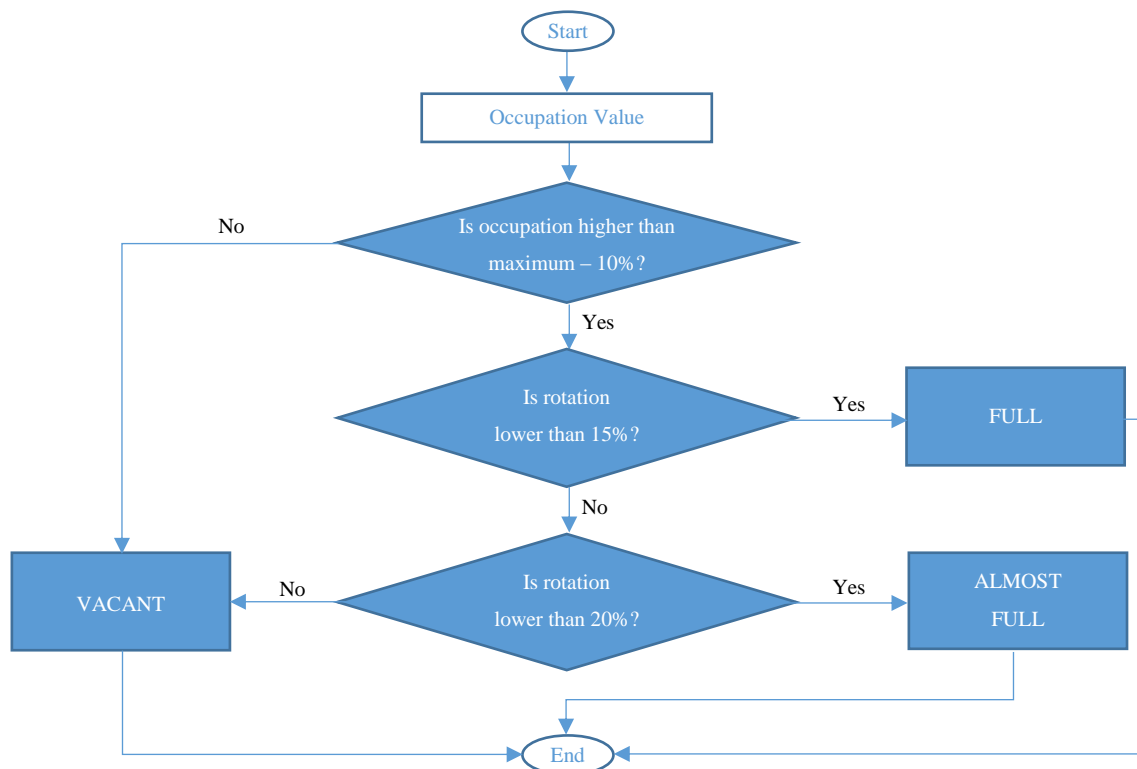 Start
Occupation Value
Is occupation higher than
maximum – 10%?
No
Yes
Is rotation
lower than 15%?
Yes
FULL
No
VACANT
No
Is rotation
lower than 20%?
Yes
ALMOST
FULL
End